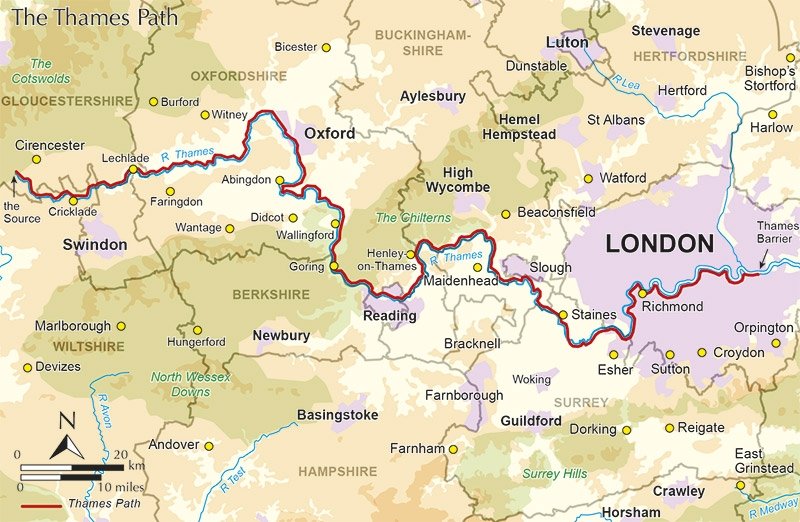 The Thames Path
The
Cotswolds
GLOUCESTERSHIRE
OXFORDSHIRE
Bicester
BUCKINGHAM-
SHIRE
Luton
Dunstable
Stevenage
HERTFORDSHIRE
Bishop's
Stortford
R Lea
Hertford
Harlow
Burford
Witney
Aylesbury
Hemel
Hempstead
St Albans
Cirencester
Lechlade
R Thames
Oxford
High
Wycombe
Watford
Abingdon
the
Source
Cricklade
Faringdon
Didcot
Wallingford
The Chilterns
Beaconsfield
Wantage
Swindon
LONDON
Thames
Barrier
Goring
Henley-
on-Thames
R Thames
Maidenhead
Slough
BERKSHIRE
Reading
Staines
Richmond
Marlborough
WILTSHIRE
Hungerford
Newbury
Bracknell
Orpington
Croydon
Sutton
Esher
Devizes
North Wessex
Downs
Woking
Farnborough
SURREY
R Avon
Basingstoke
Guildford
Dorking
Reigate
N
Andover
R Test
Farnham
HAMPSHIRE
Surrey Hills
East
Grinstead
Crawley
Horsham
R Medway
0 20
km
0 10 miles
Thames Path